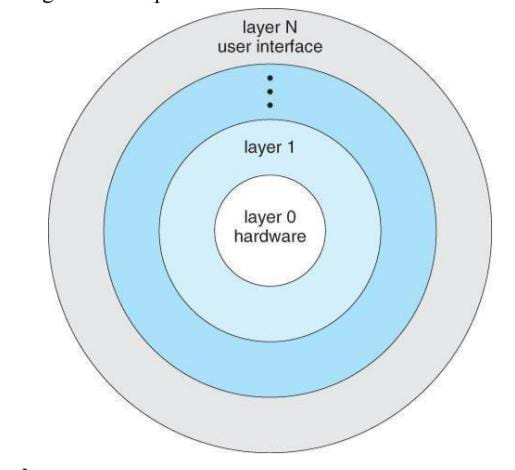 layer N
user interface
layer 1
layer 0
hardware